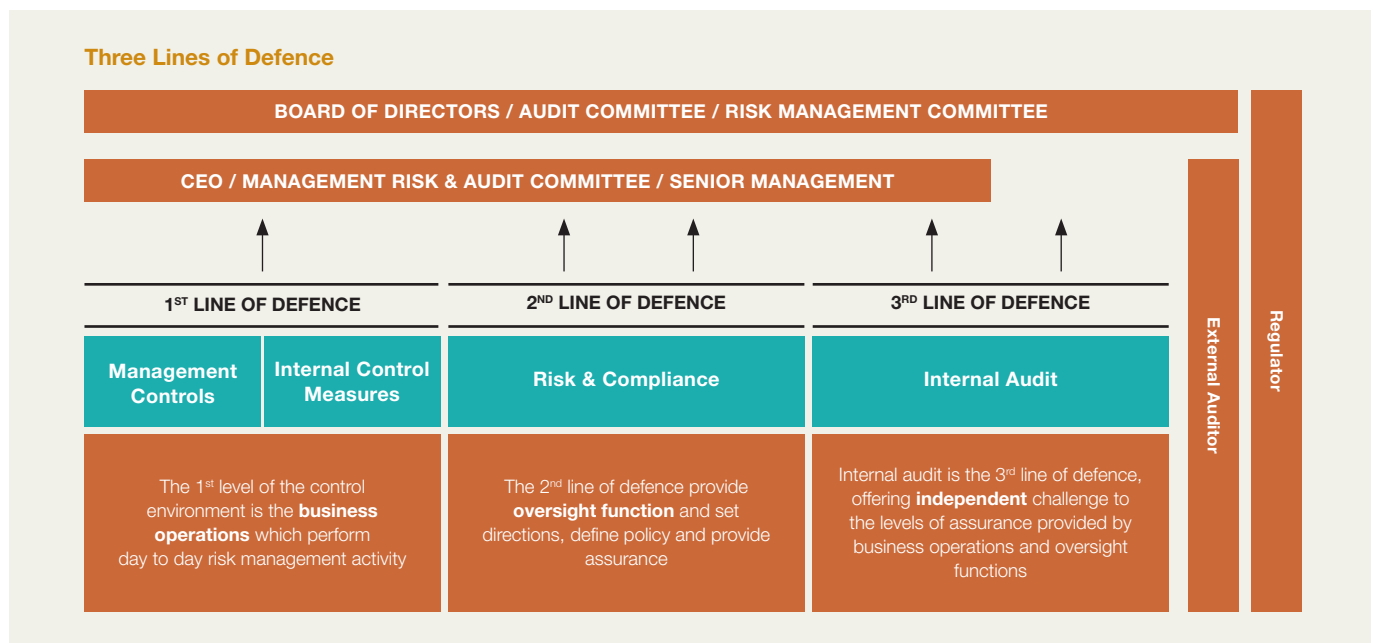 Three Lines of Defence
BOARD OF DIRECTORS / AUDIT COMMITTEE / RISK MANAGEMENT COMMITTEE
CEO / MANAGEMENT RISK & AUDIT COMMITTEE / SENIOR MANAGEMENT
1ST LINE OF DEFENCE
Management
Controls
Internal Control
Measures
The 1st level of the control
environment is the business
operations which perform
day to day risk management activity
2ND LINE OF DEFENCE
Risk & Compliance
The 2nd line of defence provide
oversight function and set
directions, define policy and provide
assurance
3RD LINE OF DEFENCE
Internal Audit
Internal audit is the 3rd line of defence,
offering independent challenge to
the levels of assurance provided by
business operations and oversight
functions
External Auditor
Regulator